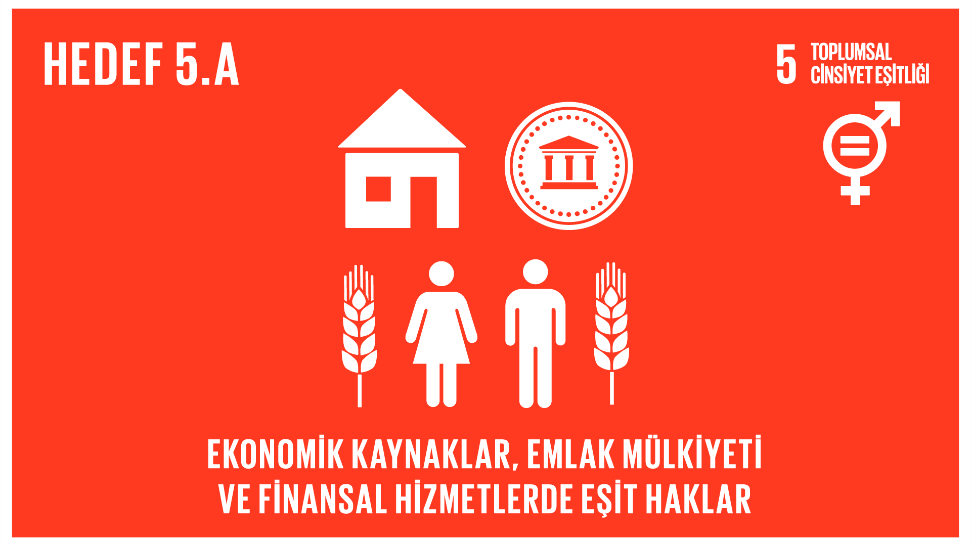 HEDEF 5.A
5 TOPLUMSAL
CİNSİYET EŞİTLİĞİ
EKONOMİK KAYNAKLAR, EMLAK MÜLKİYETİ
VE FİNANSAL HİZMETLERDE EŞİT HAKLAR